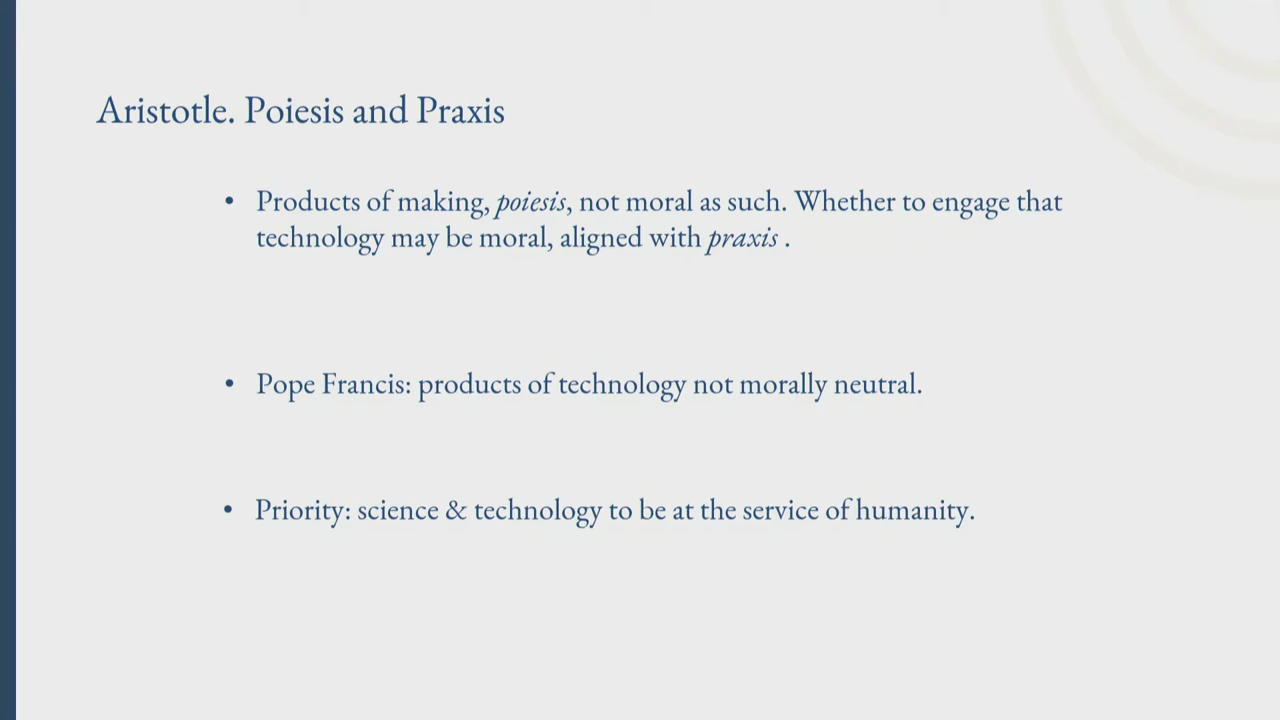 Aristotle. Poiesis and Praxis
• Products of making, poiesis, not moral as such. Whether to engage that
technology may be moral, aligned with praxis .
• Pope Francis: products of technology not morally neutral.
• Priority: science & technology to be at the service of humanity.